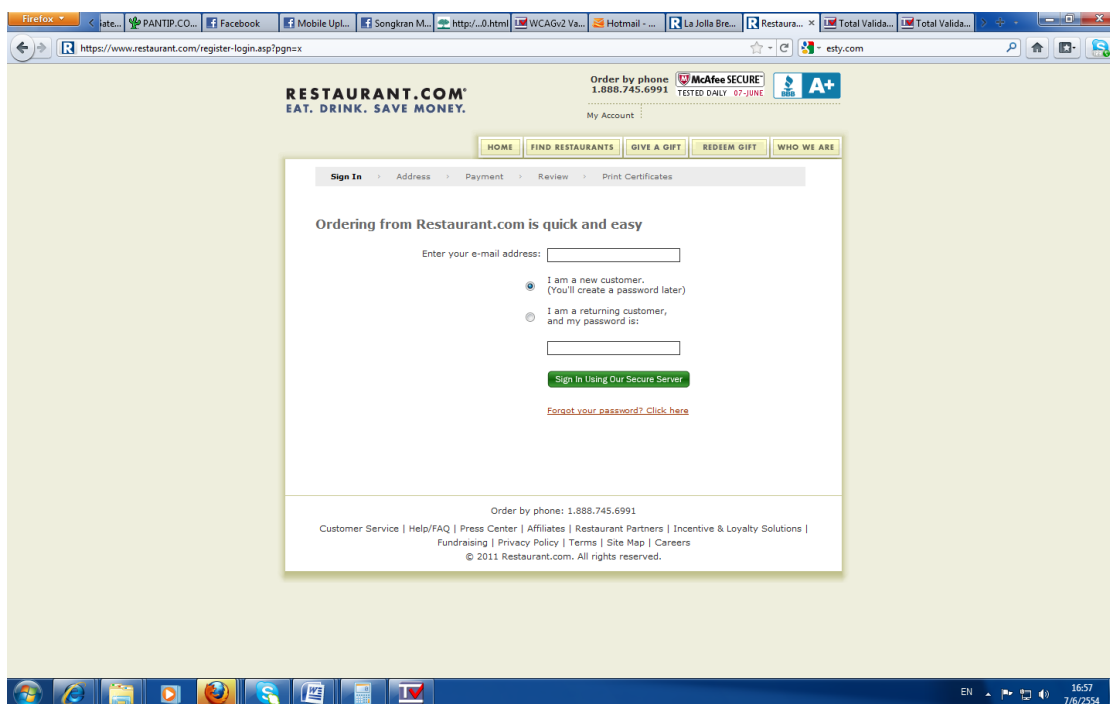 Firefox
iate...
PANTIP.CO...
Facebook
Mobile Upl...
Songkran M...
http:/...0.html
WCAGv2 Va...
Hotmail - ...
La Jolla Bre...
Restaura...
Total Valida...
Total Valida...
https://www.restaurant.com/register-login.asp?pgn=x
esty.com
RESTAURANT.COM®
EAT. DRINK. SAVE MONEY.
Order by phone
1.888.745.6991
McAfee SECURE
TESTED DAILY 07-JUNE
BBB
A+
My Account
HOME
FIND RESTAURANTS
GIVE A GIFT
REDEEM GIFT
WHO WE ARE
Sign In › Address › Payment › Review › Print Certificates
Ordering from Restaurant.com is quick and easy
Enter your e-mail address:
I am a new customer.
(You'll create a password later)
I am a returning customer,
and my password is:
Sign In Using Our Secure Server
Forgot your password? Click here
Order by phone: 1.888.745.6991
Customer Service | Help/FAQ | Press Center | Affiliates | Restaurant Partners | Incentive & Loyalty Solutions |
Fundraising | Privacy Policy | Terms | Site Map | Careers
© 2011 Restaurant.com. All rights reserved.
EN
16:57
7/6/2554